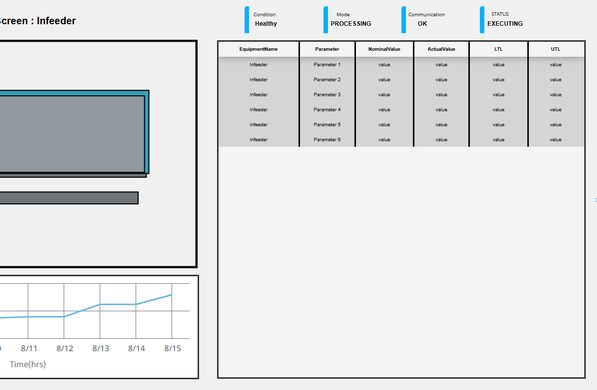 Screen : Infeeder
Condition
Healthy
Mode
PROCESSING
Communication
OK
STATUS
EXECUTING
EquipmentName Parameter NominalValue ActualValue LTL UTL
Infeeder Parameter 1 value value value value
Infeeder Parameter 2 value value value value
Infeeder Parameter 3 value value value value
Infeeder Parameter 4 value value value value
Infeeder Parameter 5 value value value value
Infeeder Parameter 6 value value value value
8/11 8/12 8/13 8/14 8/15
Time(hrs)